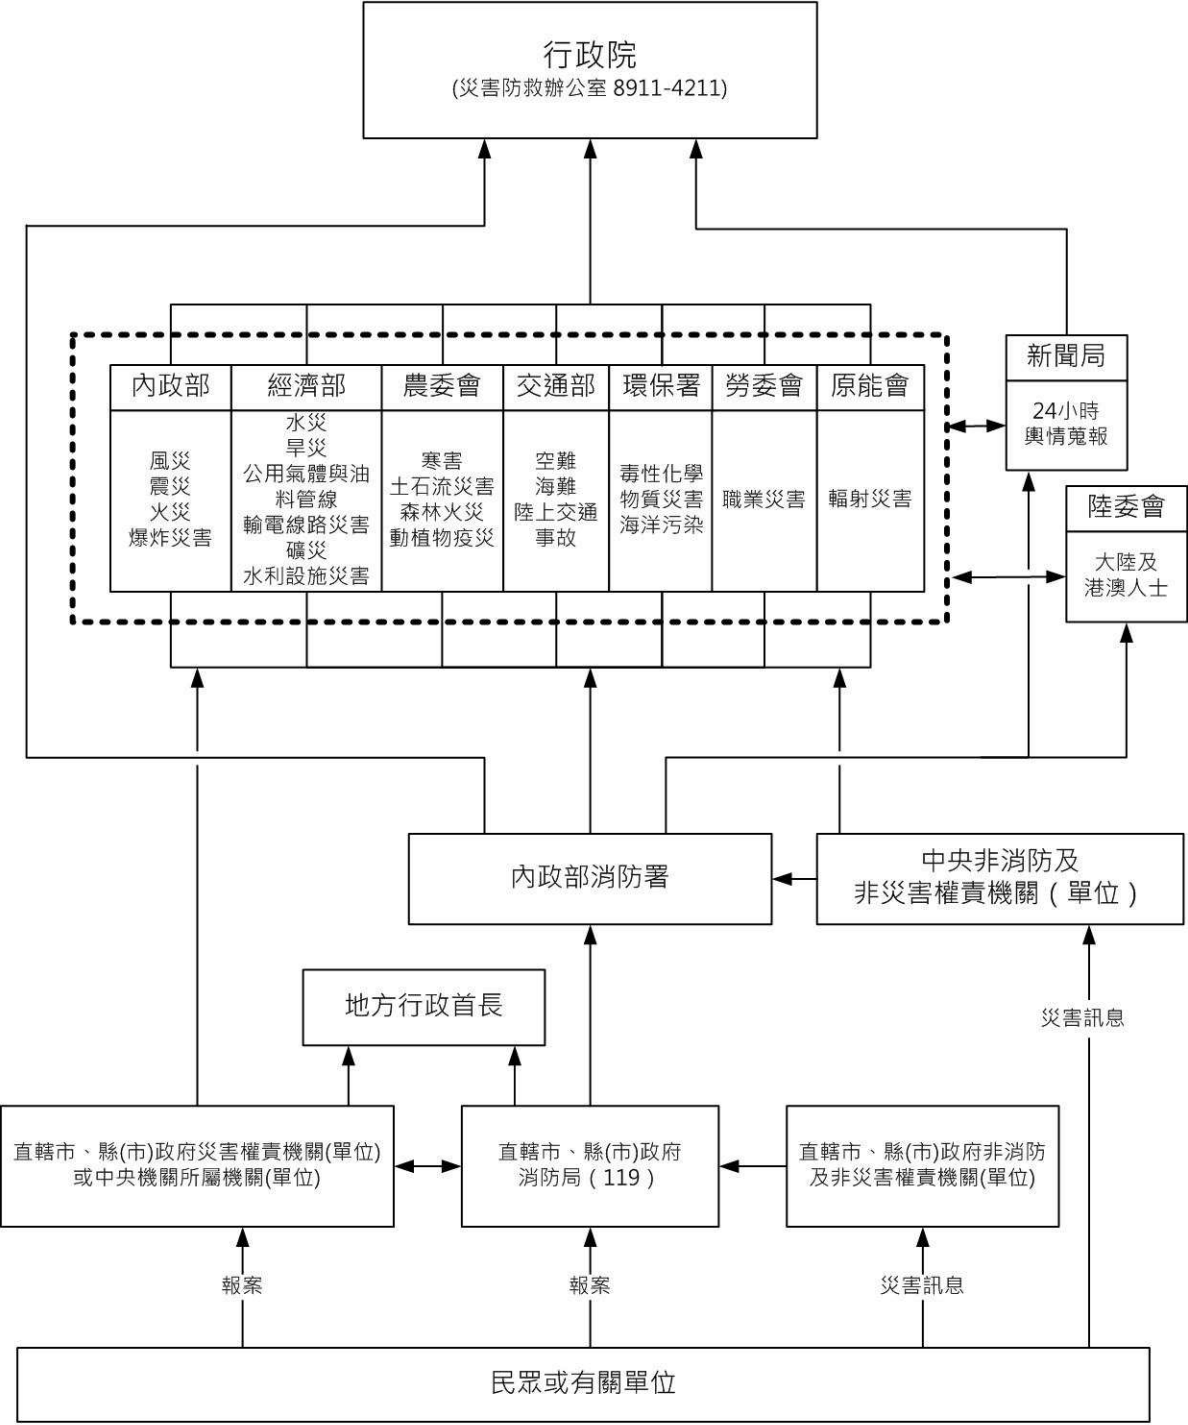 行政院
(災害防救辦公室 8911-4211)
內政部
風災
震災
火災
爆炸災害
經濟部
水災
旱災
公用氣體與油
料管線
輸電線路災害
礦災
水利設施災害
農委會
寒害
土石流災害
森林火災
動植物疫災
交通部
空難
海難
陸上交通
事故
環保署
毒性化學
物質災害
海洋污染
勞委會
職業災害
原能會
輻射災害
新聞局
24小時
輿情蒐報
陸委會
大陸及
港澳人士
內政部消防署
中央非消防及
非災害權責機關（單位）
地方行政首長
災害訊息
直轄市、縣(市)政府災害權責機關(單位)
或中央機關所屬機關(單位)
直轄市、縣(市)政府
消防局（119）
直轄市、縣(市)政府非消防
及非災害權責機關(單位)
報案
報案
災害訊息
民眾或有關單位